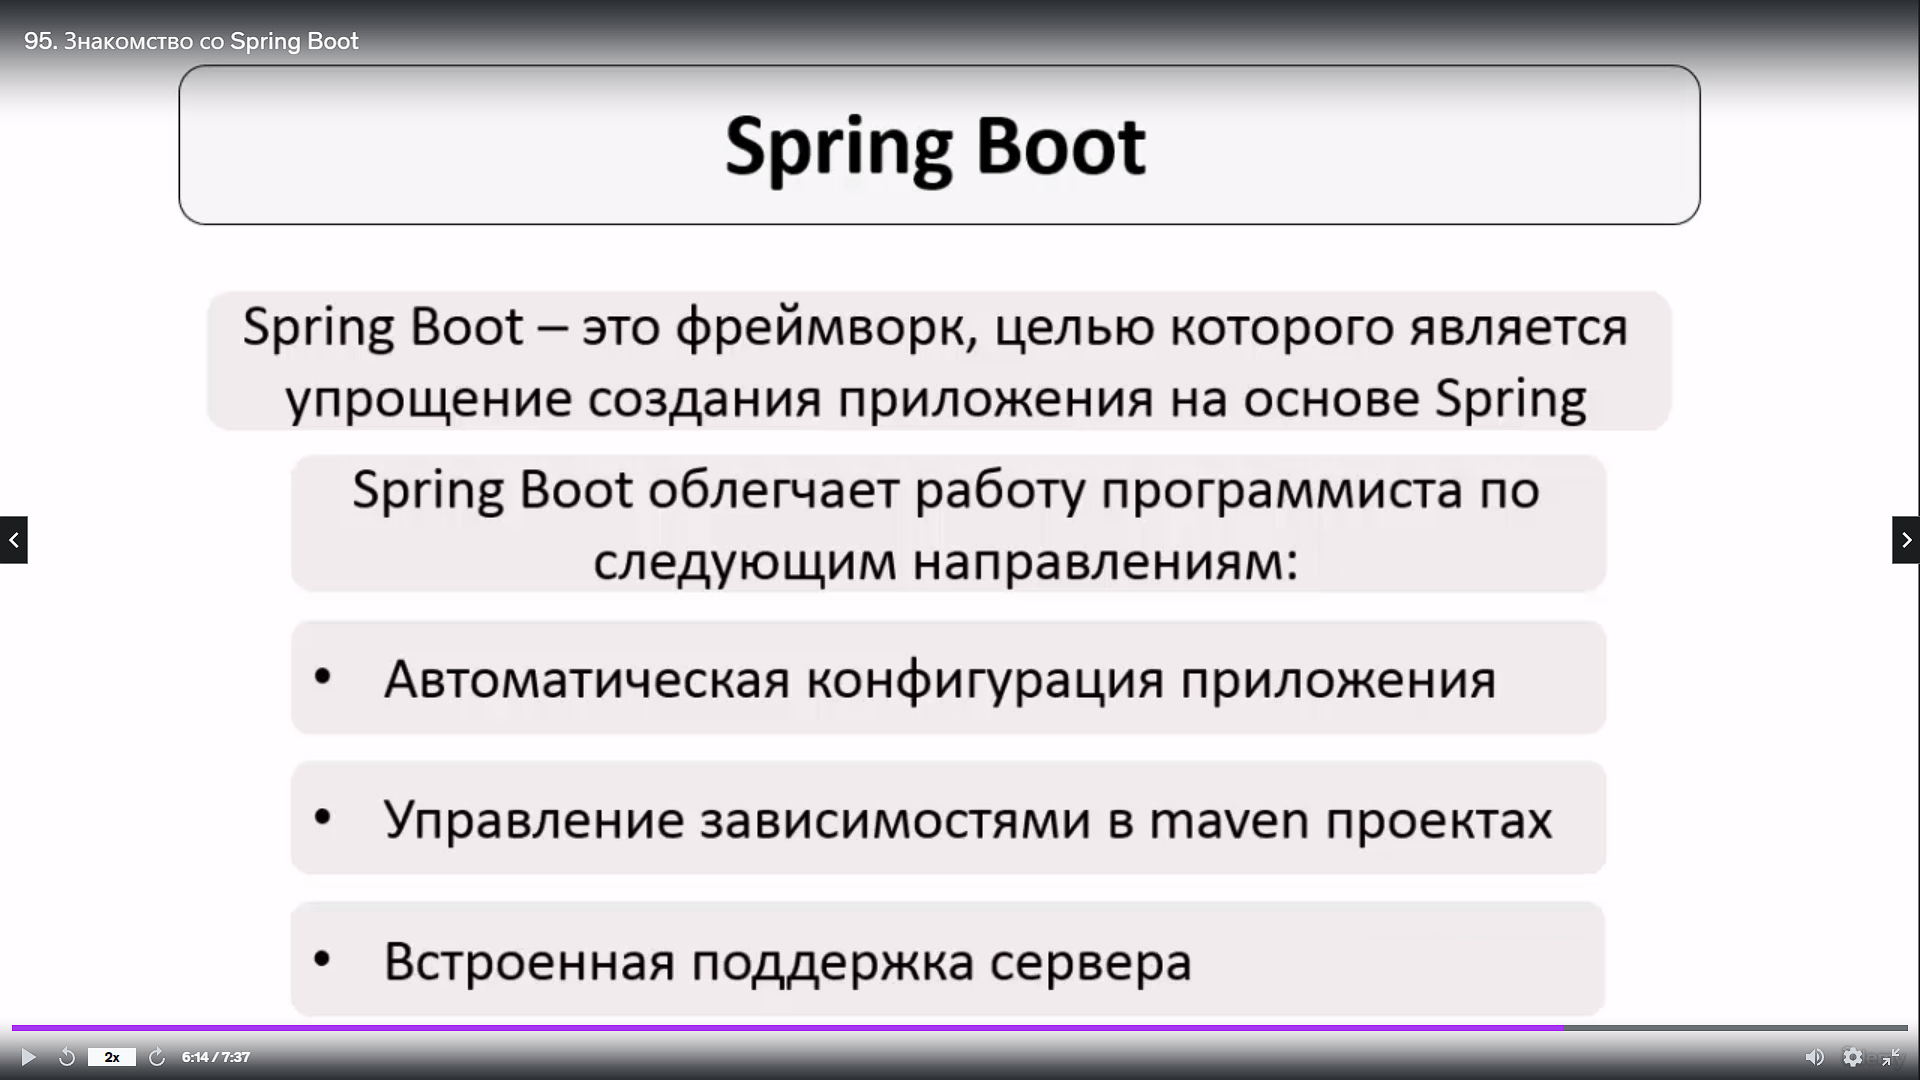 95. Знакомство со Spring Boot
Spring Boot
Spring Boot – это фреймворк, целью которого является
упрощение создания приложения на основе Spring
Spring Boot облегчает работу программиста по
следующим направлениям:
• Автоматическая конфигурация приложения
• Управление зависимостями в maven проектах
• Встроенная поддержка сервера
2x
6:14 / 7:37